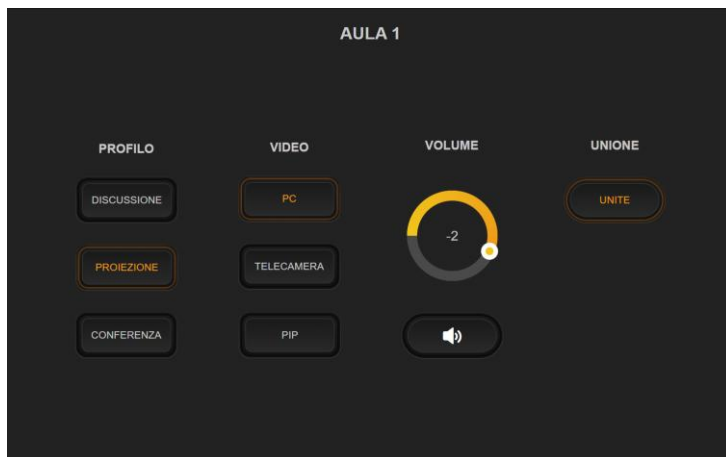 AULA 1
PROFILO
VIDEO
VOLUME
UNIONE
DISCUSSIONE
PC
UNITE
-2
PROIEZIONE
TELECAMERA
CONFERENZA
PIP